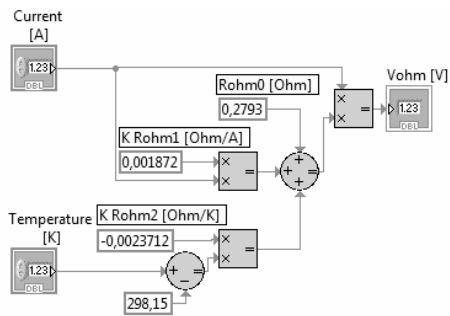 Current
[A]
1.23
DBL
Rohm0 [Ohm]
0,2793
Vohm [V]
×
×
=
1.23
DBL
K Rohm1 [Ohm/A]
0,001872
×
×
=
+
+
+
=
Temperature
[K]
1.23
DBL
K Rohm2 [Ohm/K]
-0,0023712
×
×
=
+
−
=
298,15